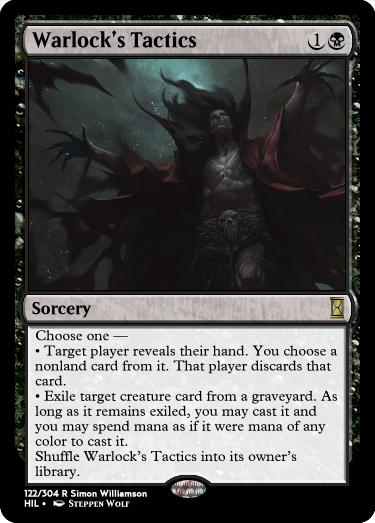 Warlock's Tactics 1
Sorcery
Choose one —
• Target player reveals their hand. You choose a
nonland card from it. That player discards that
card.
• Exile target creature card from a graveyard. As
long as it remains exiled, you may cast it and
you may spend mana as if it were mana of any
color to cast it.
Shuffle Warlock's Tactics into its owner's
library.
122/304 R Simon Williamson
HIL • Steppen Wolf